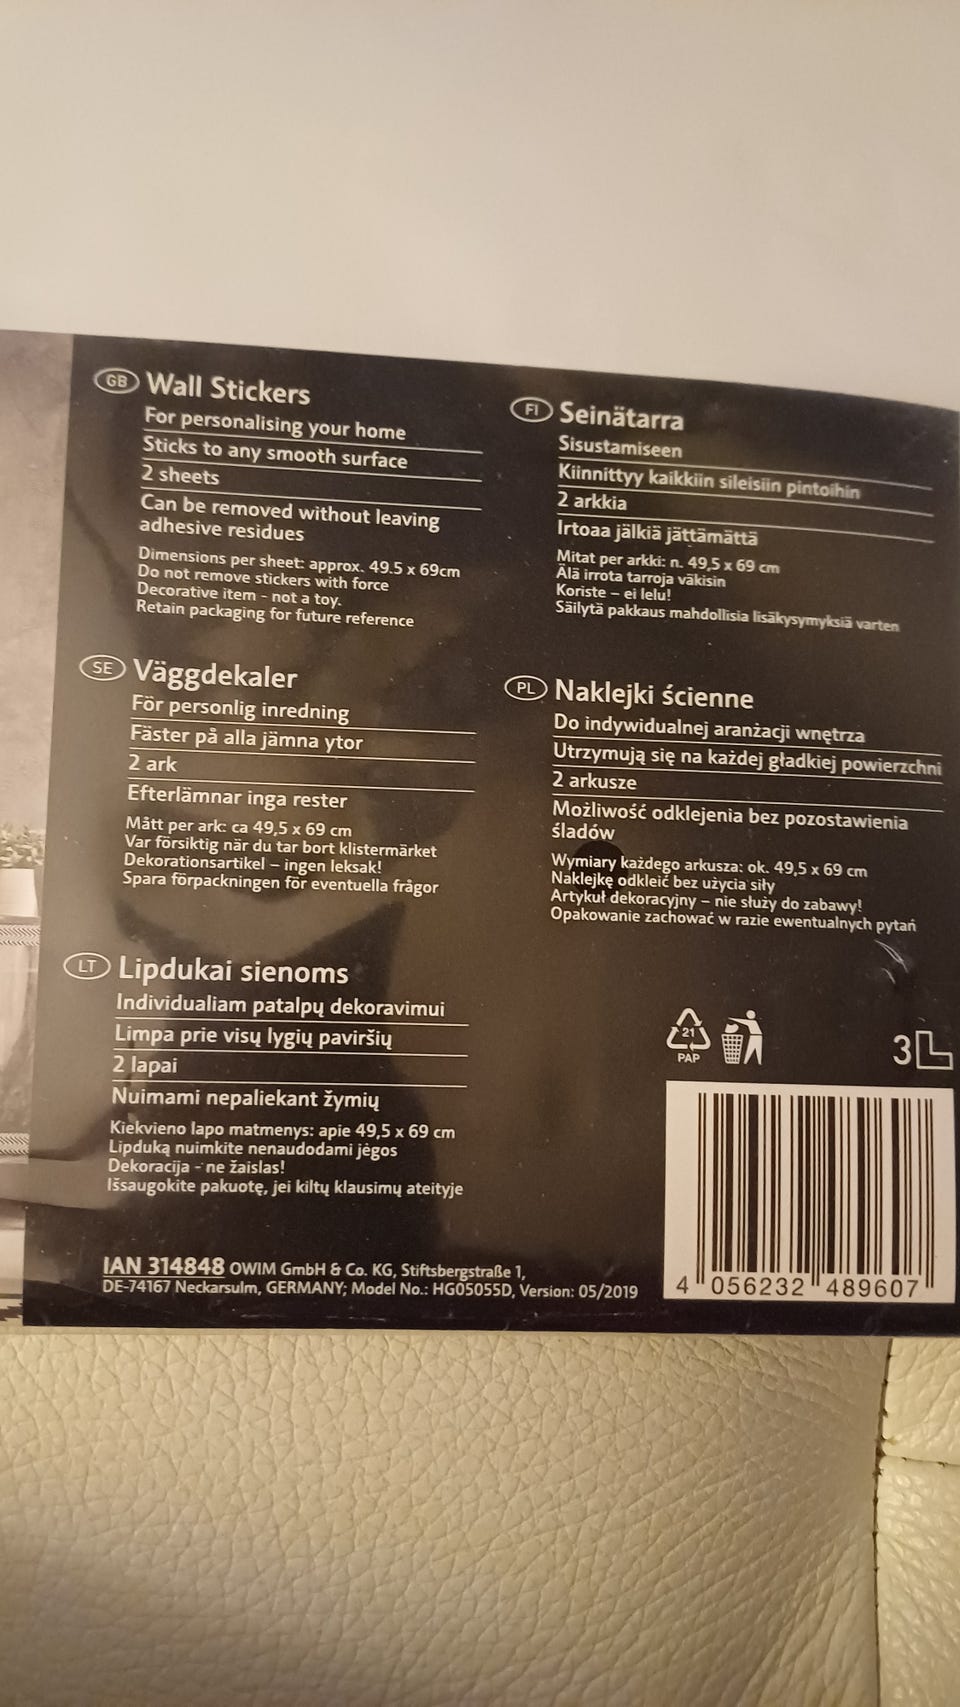 GB Wall Stickers
For personalising your home
Sticks to any smooth surface
2 sheets
Can be removed without leaving
adhesive residues
Dimensions per sheet: approx. 49.5 x 69cm
Do not remove stickers with force
Decorative item - not a toy.
Retain packaging for future reference
FI Seinätarra
Sisustamiseen
Kiinnittyy kaikkiin sileisiin pintoihin
2 arkkia
Irtoaa jälkiä jättämättä
Mitat per arkki: n. 49,5 x 69 cm
Älä irrota tarroja väkisin
Koriste – ei lelu!
Säilytä pakkaus mahdollisia lisäkysymyksiä varten
SE Väggdekaler
För personlig inredning
Fäster på alla jämna ytor
2 ark
Efterlämnar inga rester
Mått per ark: ca 49,5 x 69 cm
Var försiktig när du tar bort klistermärket
Dekorationsartikel – ingen leksak!
Spara förpackningen för eventuella frågor
PL Naklejki ścienne
Do indywidualnej aranżacji wnętrza
Utrzymują się na każdej gładkiej powierzchni
2 arkusze
Możliwość odklejenia bez pozostawienia
śladów
Wymiary każdego arkusza: ok. 49,5 x 69 cm
Naklejkę odkleić bez użycia siły
Artykuł dekoracyjny – nie służy do zabawy!
Opakowanie zachować w razie ewentualnych pytań
LT Lipdukai sienoms
Individualiam patalpų dekoravimui
Limpa prie visų lygių paviršių
2 lapai
Nuimami nepaliekant žymių
Kiekvieno lapo matmenys: apie 49,5 x 69 cm
Lipduką nuimkite nenaudodami jėgos
Dekoracija - ne žaislas!
Išsaugokite pakuotę, jei kiltų klausimų ateityje
21
PAP
3L
IAN 314848 OWIM GmbH & Co. KG, Stiftsbergstraße 1,
DE-74167 Neckarsulm, GERMANY; Model No.: HG05055D, Version: 05/2019
4 056232 489607